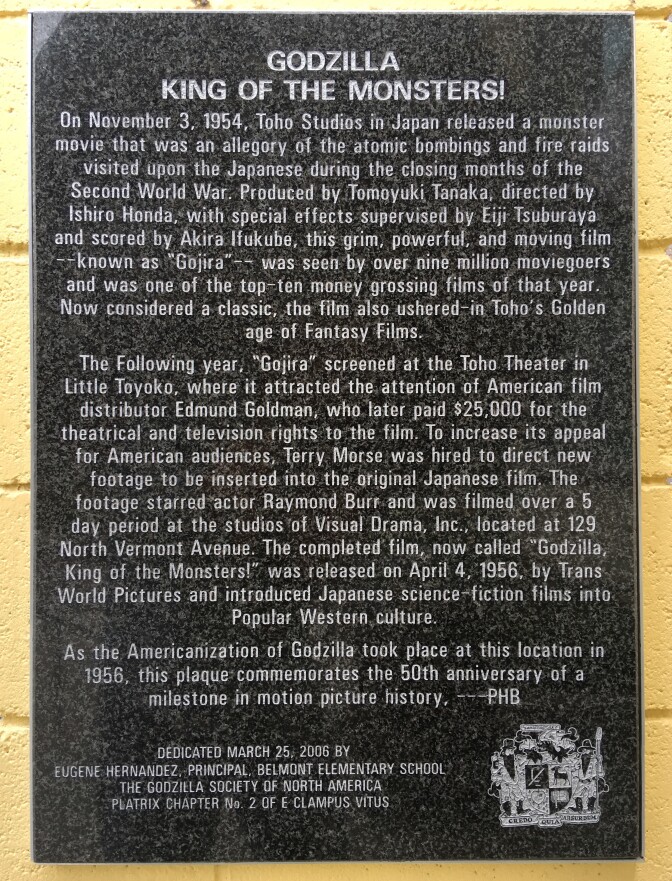 GODZILLA
KING OF THE MONSTERS!
On November 3, 1954, Toho Studios in Japan released a monster
movie that was an allegory of the atomic bombings and fire raids
visited upon the Japanese during the closing months of the
Second World War. Produced by Tomoyuki Tanaka, directed by
Ishiro Honda, with special effects supervised by Eiji Tsuburaya
and scored by Akira Ifukube, this grim, powerful, and moving film
--known as "Gojira"-- was seen by over nine million moviegoers
and was one of the top-ten money grossing films of that year.
Now considered a classic, the film also ushered-in Toho's Golden
age of Fantasy Films.
The Following year, "Gojira" screened at the Toho Theater in
Little Toyoko, where it attracted the attention of American film
distributor Edmund Goldman, who later paid $25,000 for the
theatrical and television rights to the film. To increase its appeal
for American audiences, Terry Morse was hired to direct new
footage to be inserted into the original Japanese film. The
footage starred actor Raymond Burr and was filmed over a 5
day period at the studios of Visual Drama, Inc., located at 129
North Vermont Avenue. The completed film, now called "Godzilla,
King of the Monsters!" was released on April 4, 1956, by Trans
World Pictures and introduced Japanese science-fiction films into
Popular Western culture.
As the Americanization of Godzilla took place at this location in
1956, this plaque commemorates the 50th anniversary of a
milestone in motion picture history, ---PHB
DEDICATED MARCH 25, 2006 BY
EUGENE HERNANDEZ, PRINCIPAL, BELMONT ELEMENTARY SCHOOL
THE GODZILLA SOCIETY OF NORTH AMERICA
PLATRIX CHAPTER No. 2 OF E CLAMPUS VITUS
CREDO QUIA ABSURDEM